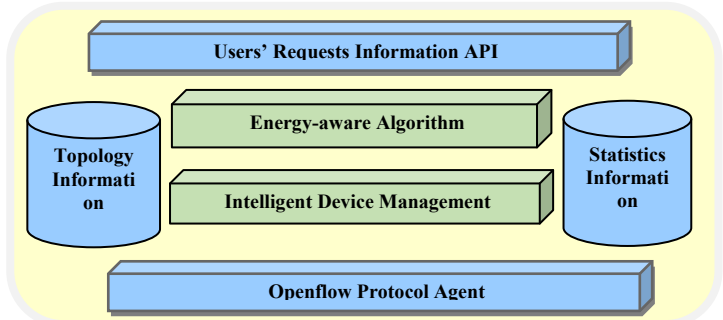 Users' Requests Information API
Energy-aware Algorithm
Topology
Informati
on
Statistics
Informati
on
Intelligent Device Management
Openflow Protocol Agent